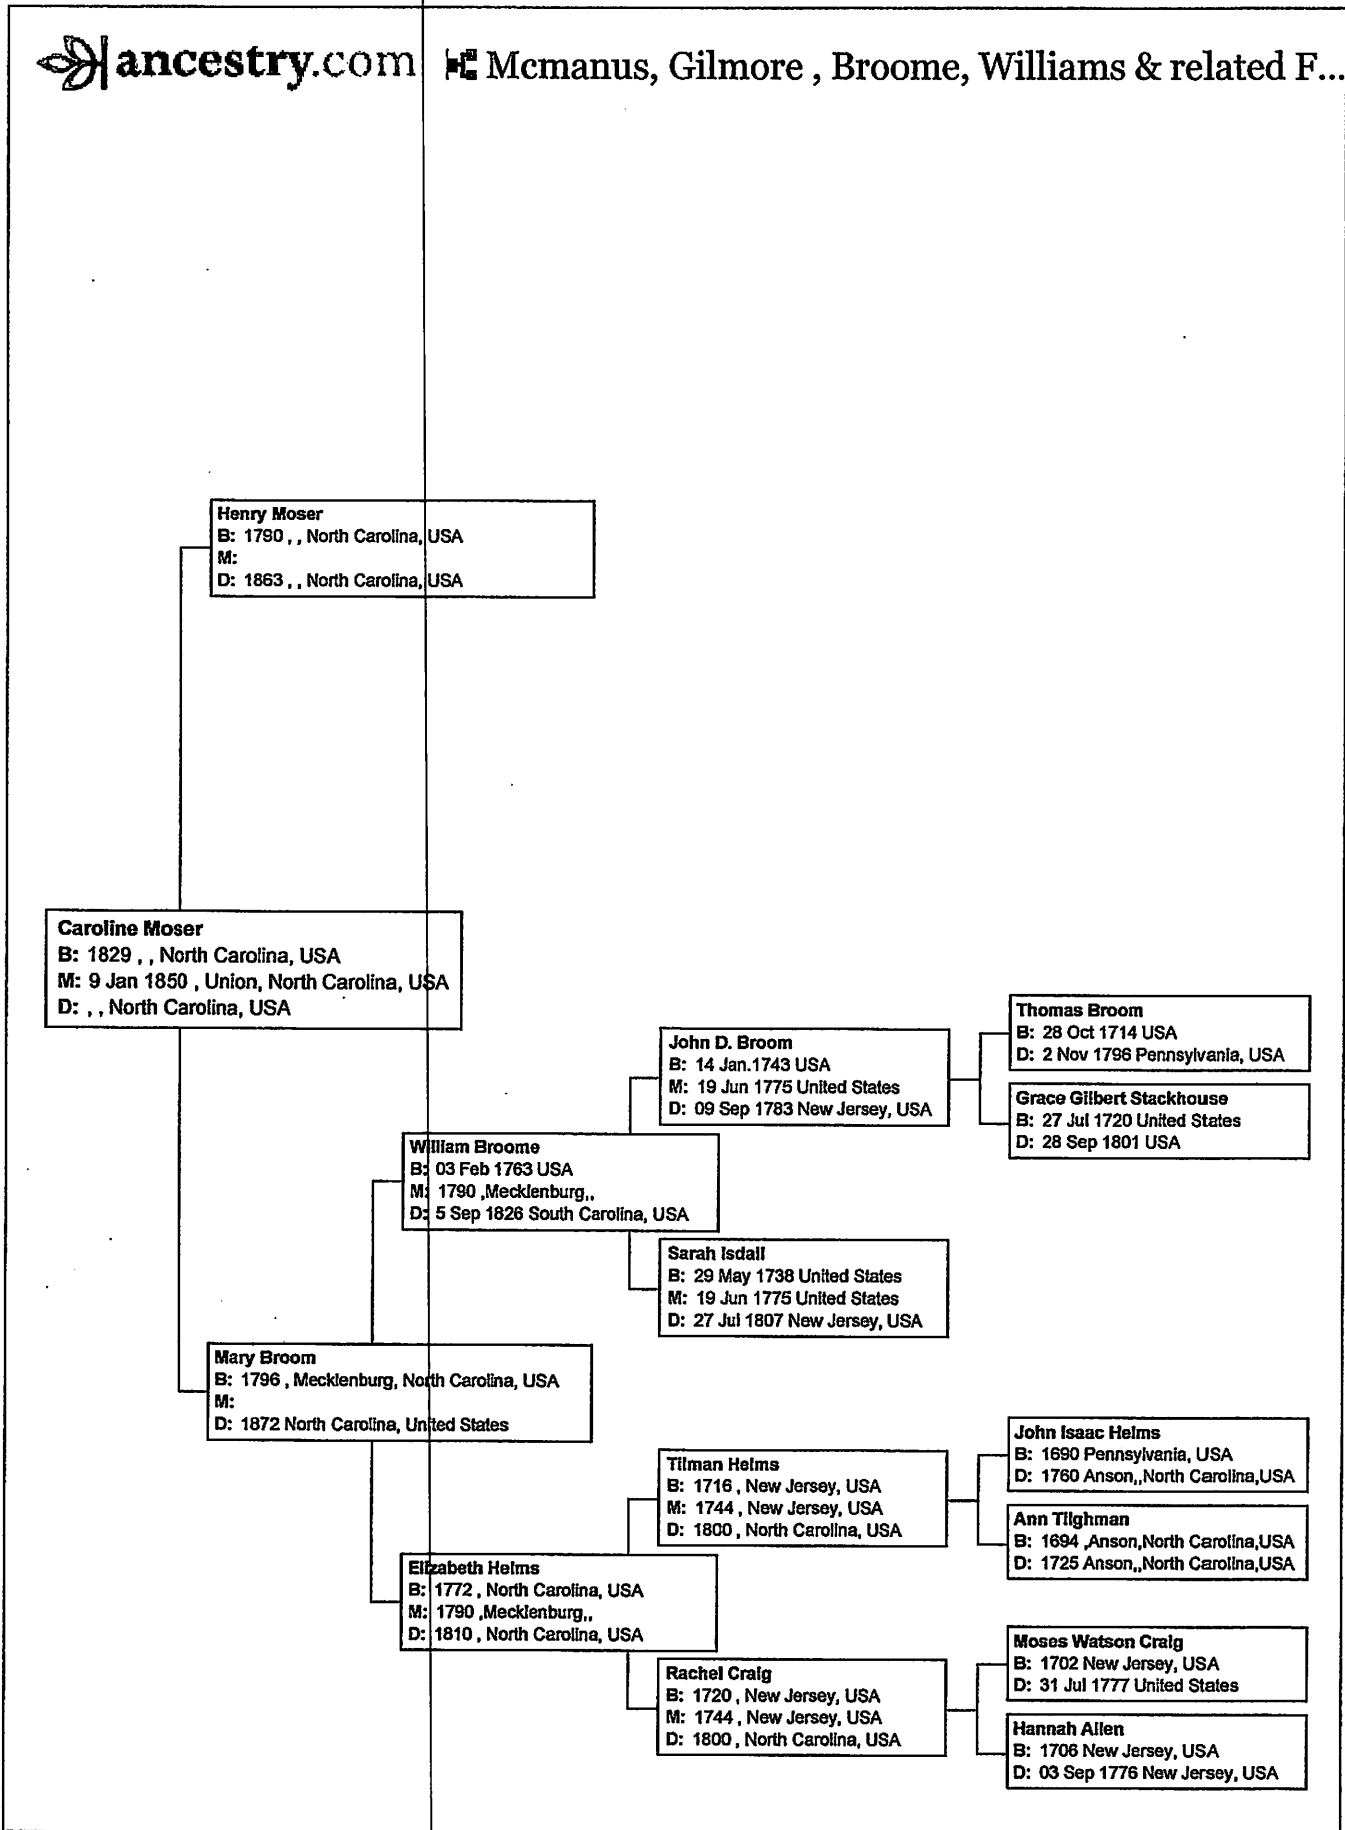 ancestry.com Mcmanus, Gilmore , Broome, Williams & related F...
Henry Moser
B: 1790 , , North Carolina, USA
M:
D: 1863 , , North Carolina, USA
Caroline Moser
B: 1829 , , North Carolina, USA
M: 9 Jan 1850 , Union, North Carolina, USA
D: , , North Carolina, USA
Thomas Broom
B: 28 Oct 1714 USA
D: 2 Nov 1796 Pennsylvania, USA
John D. Broom
B: 14 Jan.1743 USA
M: 19 Jun 1775 United States
D: 09 Sep 1783 New Jersey, USA
Grace Gilbert Stackhouse
B: 27 Jul 1720 United States
D: 28 Sep 1801 USA
William Broome
B: 03 Feb 1763 USA
M: 1790 ,Mecklenburg,,
D: 5 Sep 1826 South Carolina, USA
Sarah Isdall
B: 29 May 1738 United States
M: 19 Jun 1775 United States
D: 27 Jul 1807 New Jersey, USA
Mary Broom
B: 1796 , Mecklenburg, North Carolina, USA
M:
D: 1872 North Carolina, United States
John Isaac Helms
B: 1690 Pennsylvania, USA
D: 1760 Anson,,North Carolina,USA
Tilman Helms
B: 1716 , New Jersey, USA
M: 1744 , New Jersey, USA
D: 1800 , North Carolina, USA
Ann Tilghman
B: 1694 ,Anson,North Carolina,USA
D: 1725 Anson,,North Carolina,USA
Elizabeth Helms
B: 1772 , North Carolina, USA
M: 1790 ,Mecklenburg,,
D: 1810 , North Carolina, USA
Moses Watson Craig
B: 1702 New Jersey, USA
D: 31 Jul 1777 United States
Rachel Craig
B: 1720 , New Jersey, USA
M: 1744 , New Jersey, USA
D: 1800 , North Carolina, USA
Hannah Allen
B: 1706 New Jersey, USA
D: 03 Sep 1776 New Jersey, USA